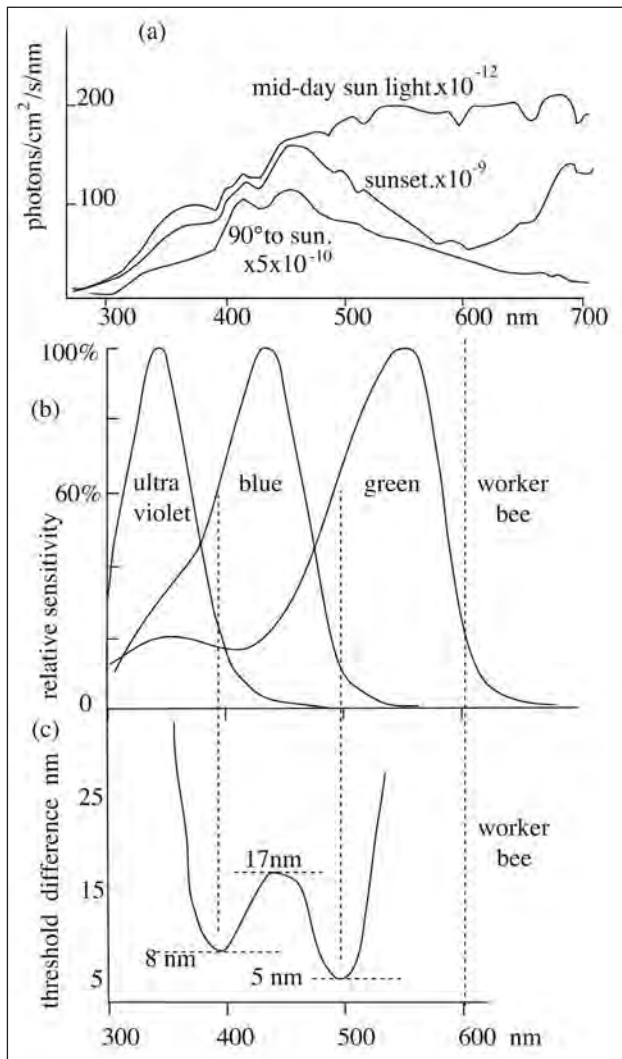 (a)
photons/cm²/s/nm
200
100
mid-day sun light.x10⁻¹²
sunset.x10⁻⁹
90° to sun.
x5x10⁻¹⁰
300 400 500 600 nm 700
(b)
relative sensitivity
100%
60%
0
ultra
violet
blue
green
worker
bee
(c)
threshold difference nm
25
15
5
17nm
8 nm
5 nm
worker
bee
300 400 500 600 nm